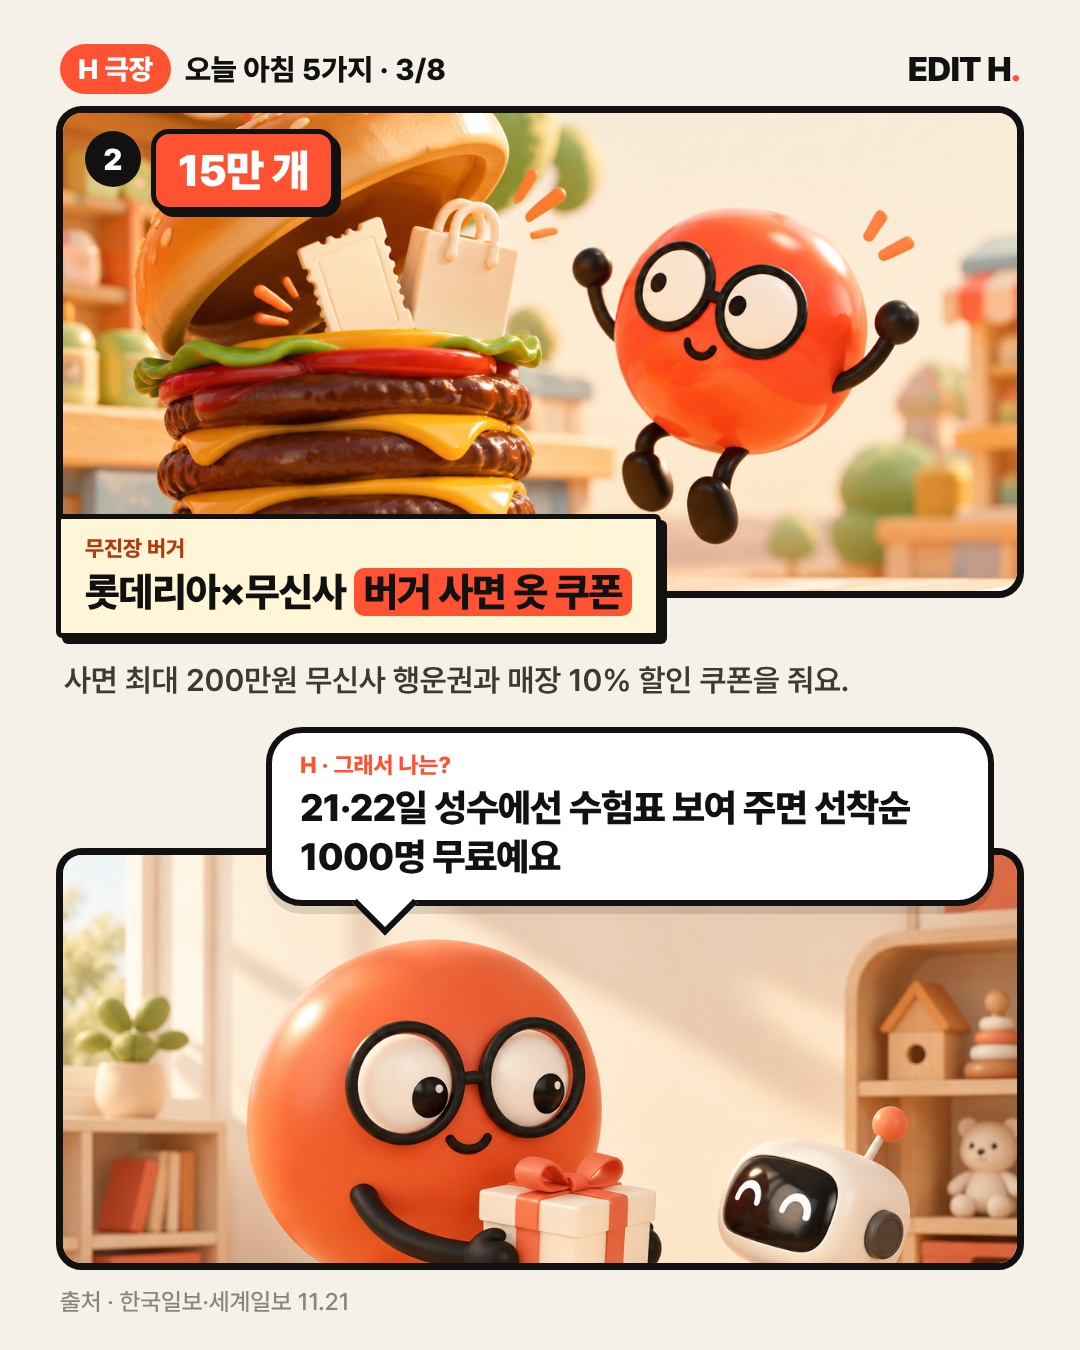 H 극장 오늘 아침 5가지 · 3/8
EDIT H.
2
15만 개
무진장 버거
롯데리아×무신사 버거 사면 옷 쿠폰
사면 최대 200만원 무신사 행운권과 매장 10% 할인 쿠폰을 줘요.
H · 그래서 나는?
21·22일 성수에선 수험표 보여 주면 선착순
1000명 무료예요
출처 · 한국일보·세계일보 11.21